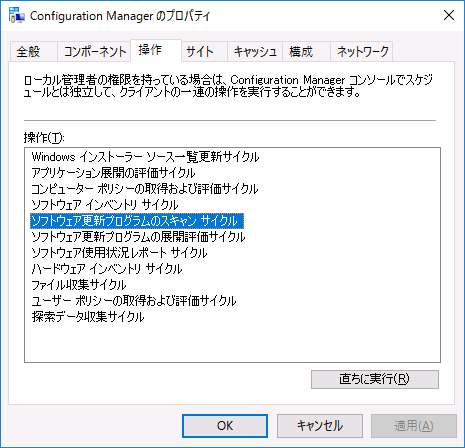 Configuration Manager のプロパティ
全般 コンポーネント 操作 サイト キャッシュ 構成 ネットワーク
ローカル管理者の権限を持っている場合は、Configuration Manager コンソールでスケジ
ュールとは独立して、クライアントの一連の操作を実行することができます。
操作(T):
Windows インストーラー ソース一覧更新サイクル
アプリケーション展開の評価サイクル
コンピューター ポリシーの取得および評価サイクル
ソフトウェア インベントリ サイクル
ソフトウェア更新プログラムのスキャン サイクル
ソフトウェア更新プログラムの展開評価サイクル
ソフトウェア使用状況レポート サイクル
ハードウェア インベントリ サイクル
ファイル収集サイクル
ユーザー ポリシーの取得および評価サイクル
探索データ収集サイクル
直ちに実行(R)
OK キャンセル 適用(A)